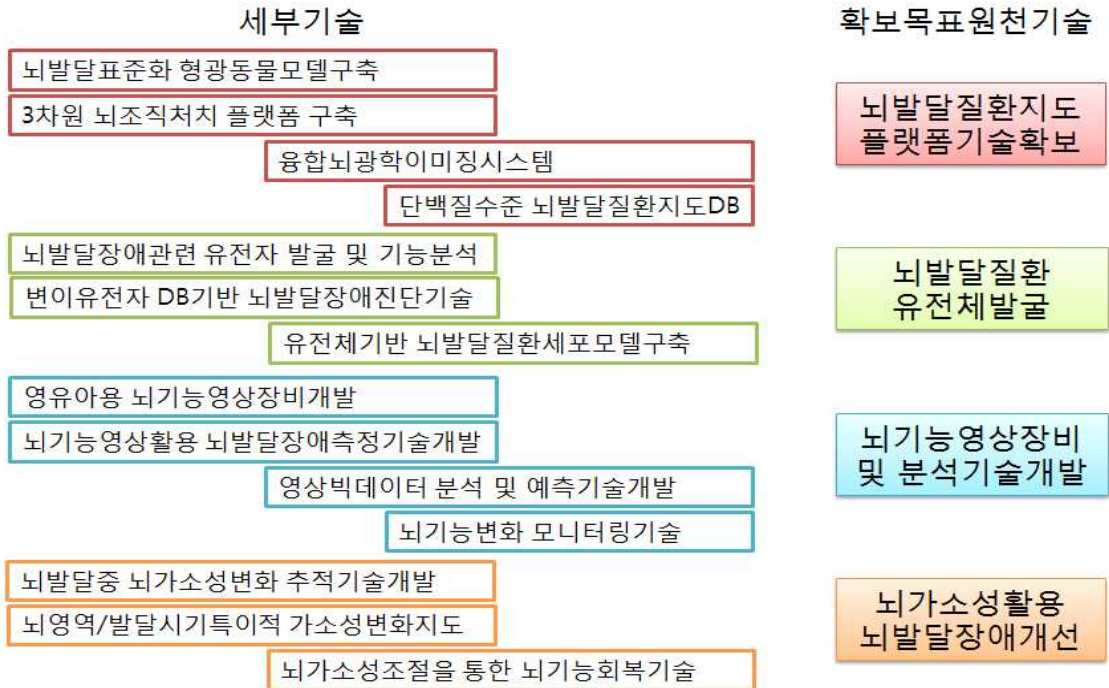 세부기술
확보목표원천기술
뇌발달표준화 형광동물모델구축
3차원 뇌조직처치 플랫폼 구축
융합뇌광학이미징시스템
단백질수준 뇌발달질환지도DB
뇌발달질환지도
플랫폼기술확보
뇌발달장애관련 유전자 발굴 및 기능분석
변이유전자 DB기반 뇌발달장애진단기술
유전체기반 뇌발달질환세포모델구축
뇌발달질환
유전체발굴
영유아용 뇌기능영상장비개발
뇌기능영상활용 뇌발달장애측정기술개발
영상빅데이터 분석 및 예측기술개발
뇌기능변화 모니터링기술
뇌기능영상장비
및 분석기술개발
뇌발달중 뇌가소성변화 추적기술개발
뇌영역/발달시기특이적 가소성변화지도
뇌가소성조절을 통한 뇌기능회복기술
뇌가소성활용
뇌발달장애개선